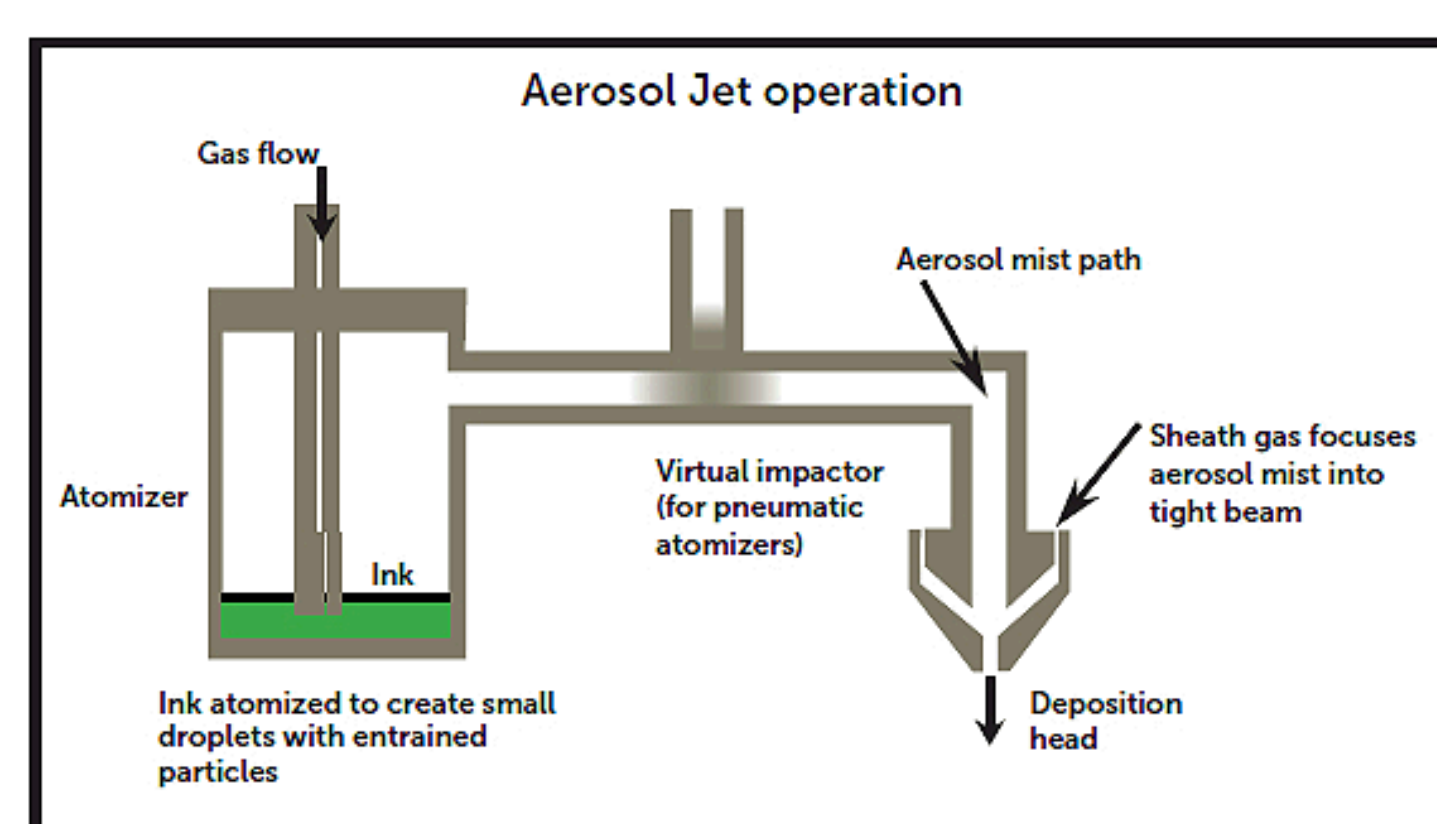 Aerosol Jet operation
Gas flow
Aerosol mist path
Sheath gas focuses
aerosol mist into
tight beam
Virtual impactor
(for pneumatic
atomizers)
Atomizer
Ink
Ink atomized to create small
droplets with entrained
particles
Deposition
head